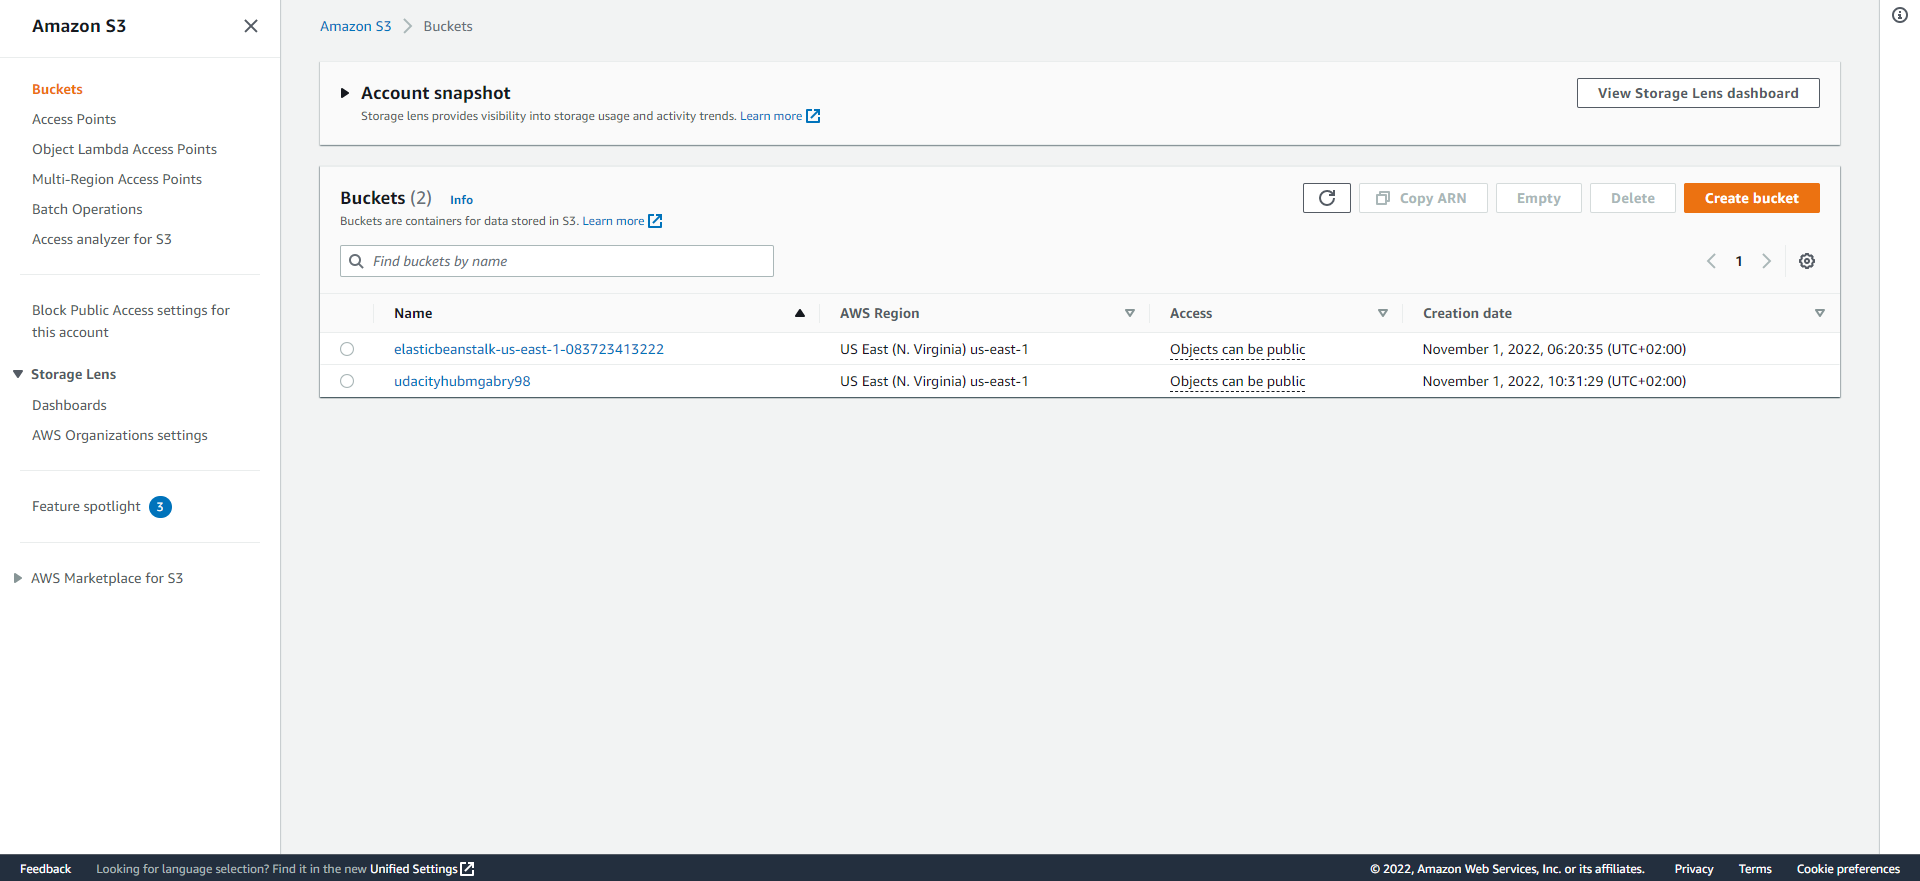 Amazon S3
Buckets
Access Points
Object Lambda Access Points
Multi-Region Access Points
Batch Operations
Access analyzer for S3
Block Public Access settings for
this account
Storage Lens
Dashboards
AWS Organizations settings
Feature spotlight 3
AWS Marketplace for S3
Amazon S3 Buckets
Account snapshot
Storage lens provides visibility into storage usage and activity trends. Learn more
View Storage Lens dashboard
Buckets (2) Info
Buckets are containers for data stored in S3. Learn more
Copy ARN Empty Delete Create bucket
Find buckets by name
1
Name AWS Region Access Creation date
elasticbeanstalk-us-east-1-083723413222 US East (N. Virginia) us-east-1 Objects can be public November 1, 2022, 06:20:35 (UTC+02:00)
udacityhubmgabry98 US East (N. Virginia) us-east-1 Objects can be public November 1, 2022, 10:31:29 (UTC+02:00)
Feedback Looking for language selection? Find it in the new Unified Settings © 2022, Amazon Web Services, Inc. or its affiliates. Privacy Terms Cookie preferences